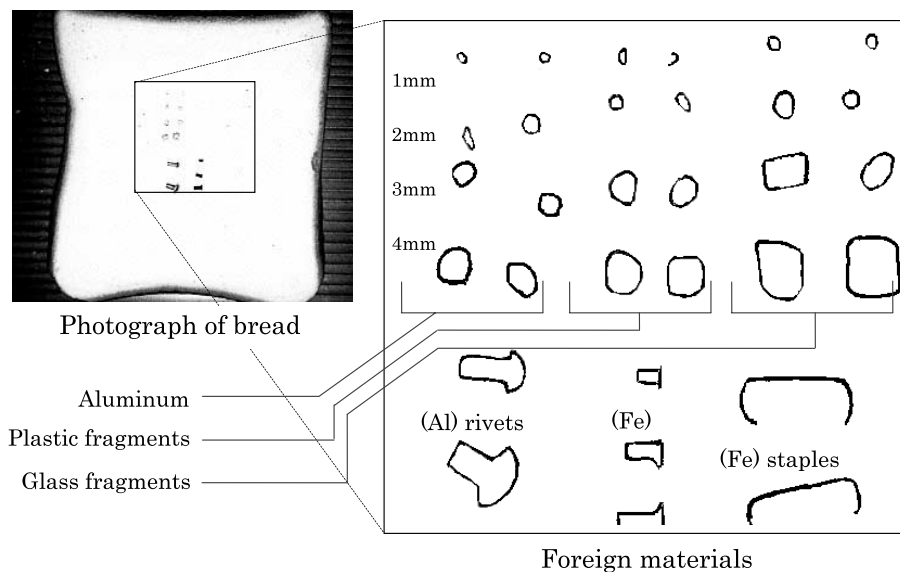 1mm
2mm
3mm
4mm
Photograph of bread
Aluminum
Plastic fragments
Glass fragments
(Al) rivets
(Fe)
(Fe) staples
Foreign materials